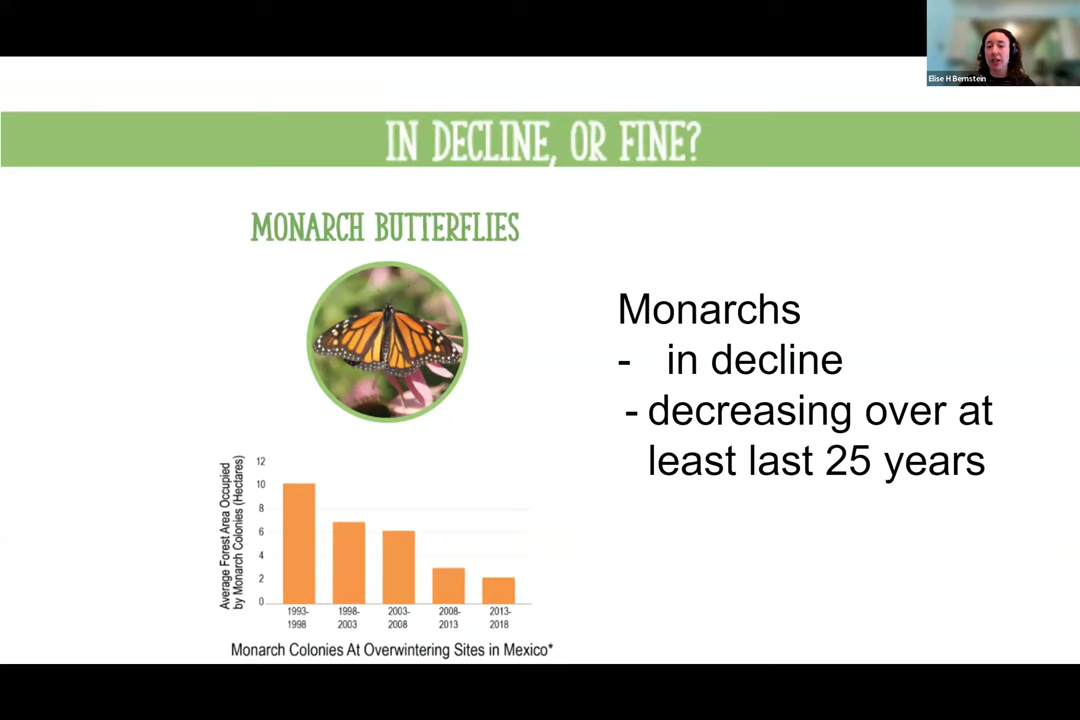 Elise H Bernstein
IN DECLINE, OR FINE?
MONARCH BUTTERFLIES
Monarchs
- in decline
- decreasing over at
least last 25 years
Average Forest Area Occupied
by Monarch Colonies (Hectares)
12
10
8
6
4
2
0
1993-
1998
1998-
2003
2003-
2008
2008-
2013
2013-
2018
Monarch Colonies At Overwintering Sites in Mexico*